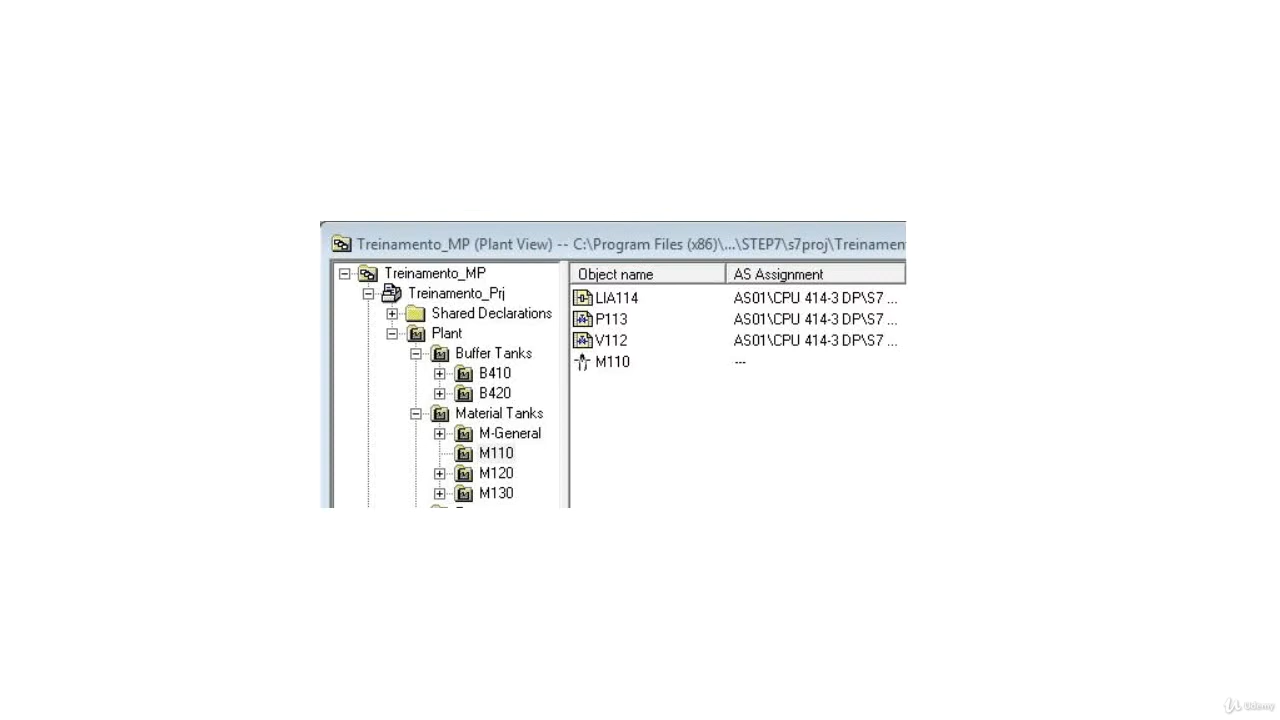 Treinamento_MP (Plant View) -- C:\Program Files (x86)\...\STEP7\s7proj\Treinamen
Treinamento_MP
Treinamento_Prj
Shared Declarations
Plant
Buffer Tanks
B410
B420
Material Tanks
M-General
M110
M120
M130
Object name AS Assignment
LIA114 AS01\CPU 414-3 DP\S7 ...
P113 AS01\CPU 414-3 DP\S7 ...
V112 AS01\CPU 414-3 DP\S7 ...
M110 ---
Udemy